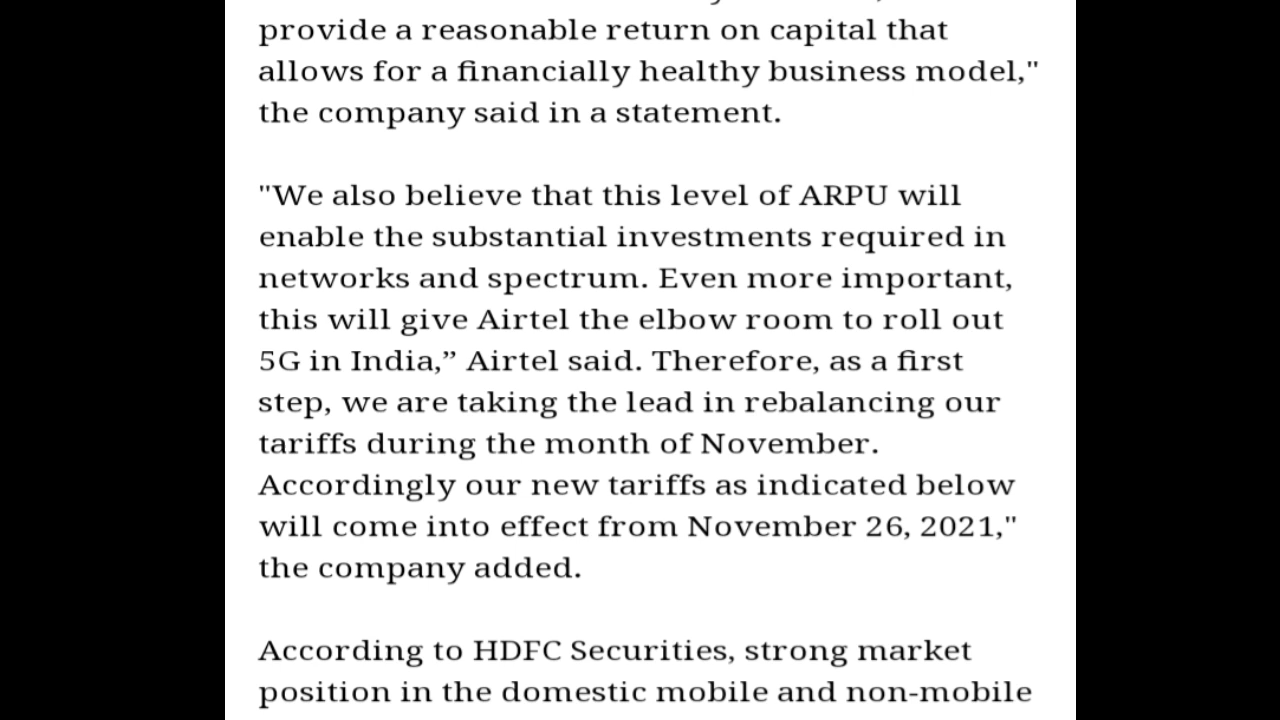 provide a reasonable return on capital that
allows for a financially healthy business model,"
the company said in a statement.
"We also believe that this level of ARPU will
enable the substantial investments required in
networks and spectrum. Even more important,
this will give Airtel the elbow room to roll out
5G in India,” Airtel said. Therefore, as a first
step, we are taking the lead in rebalancing our
tariffs during the month of November.
Accordingly our new tariffs as indicated below
will come into effect from November 26, 2021,"
the company added.
According to HDFC Securities, strong market
position in the domestic mobile and non-mobile